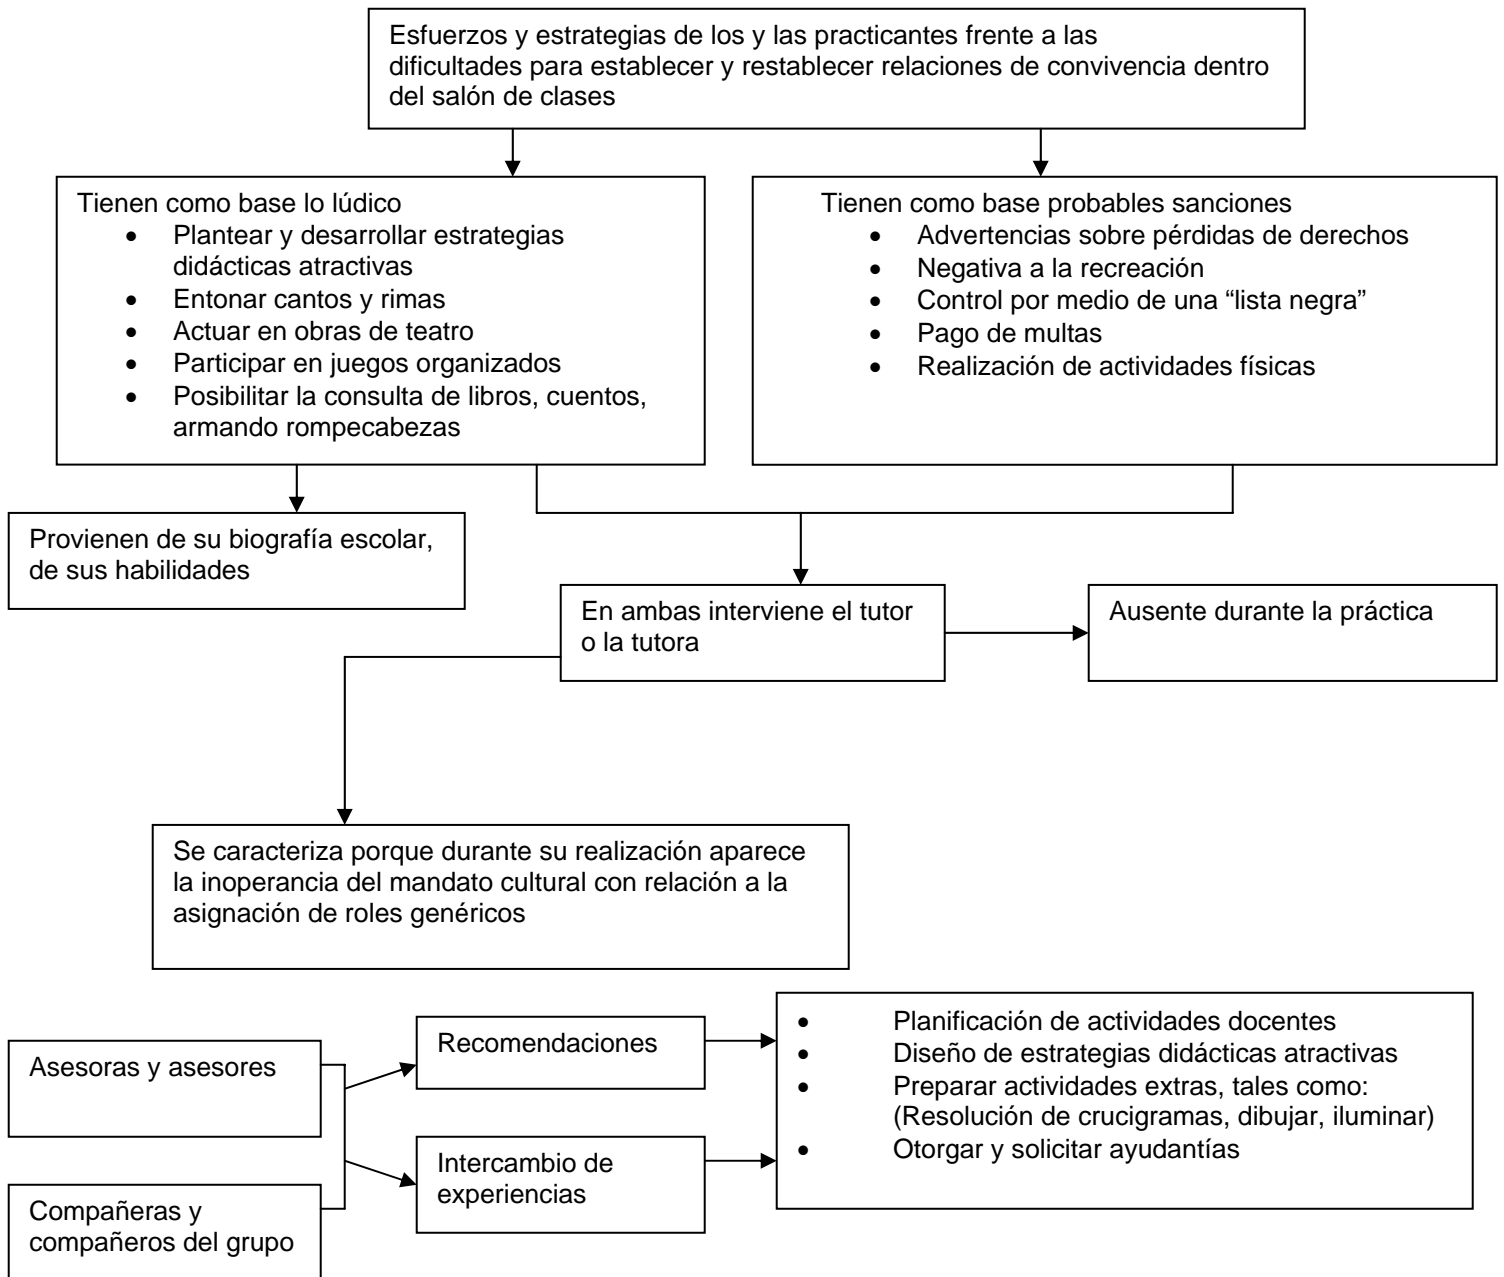 Esfuerzos y estrategias de los y las practicantes frente a las
dificultades para establecer y restablecer relaciones de convivencia dentro
del salón de clases
Tienen como base lo lúdico
• Plantear y desarrollar estrategias
didácticas atractivas
• Entonar cantos y rimas
• Actuar en obras de teatro
• Participar en juegos organizados
• Posibilitar la consulta de libros, cuentos,
armando rompecabezas
Tienen como base probables sanciones
• Advertencias sobre pérdidas de derechos
• Negativa a la recreación
• Control por medio de una “lista negra”
• Pago de multas
• Realización de actividades físicas
Provienen de su biografía escolar,
de sus habilidades
En ambas interviene el tutor
o la tutora
Ausente durante la práctica
Se caracteriza porque durante su realización aparece
la inoperancia del mandato cultural con relación a la
asignación de roles genéricos
Asesoras y asesores
Compañeras y
compañeros del grupo
Recomendaciones
Intercambio de
experiencias
• Planificación de actividades docentes
• Diseño de estrategias didácticas atractivas
• Preparar actividades extras, tales como:
(Resolución de crucigramas, dibujar, iluminar)
• Otorgar y solicitar ayudantías